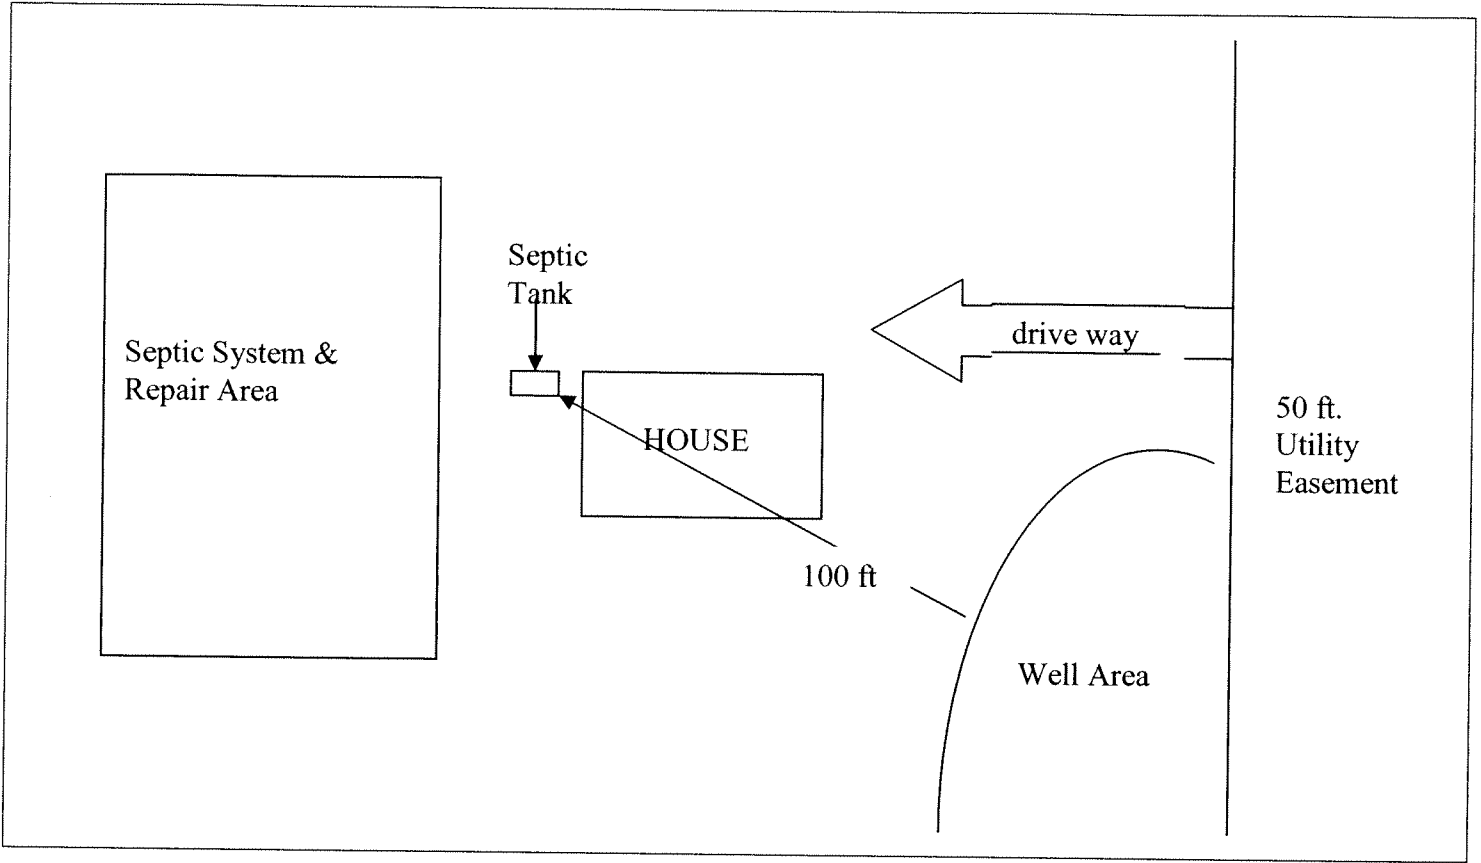 Septic
Tank
Septic System &
Repair Area
HOUSE
drive way
50 ft.
Utility
Easement
100 ft
Well Area